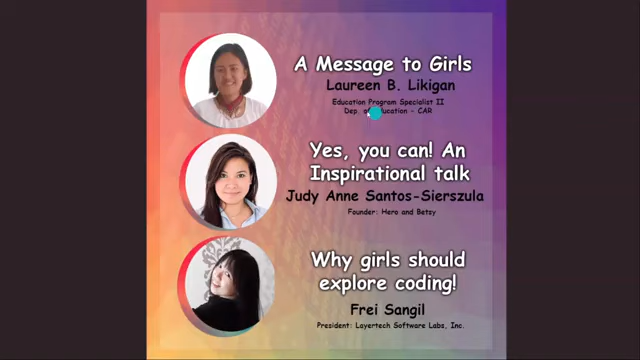 A Message to Girls
Laureen B. Likigan
Education Program Specialist II
Dep. of Education - CAR
Yes, you can! An
Inspirational talk
Judy Anne Santos-Sierszula
Founder: Hero and Betsy
Why girls should
explore coding!
Frei Sangil
President: Layertech Software Labs, Inc.